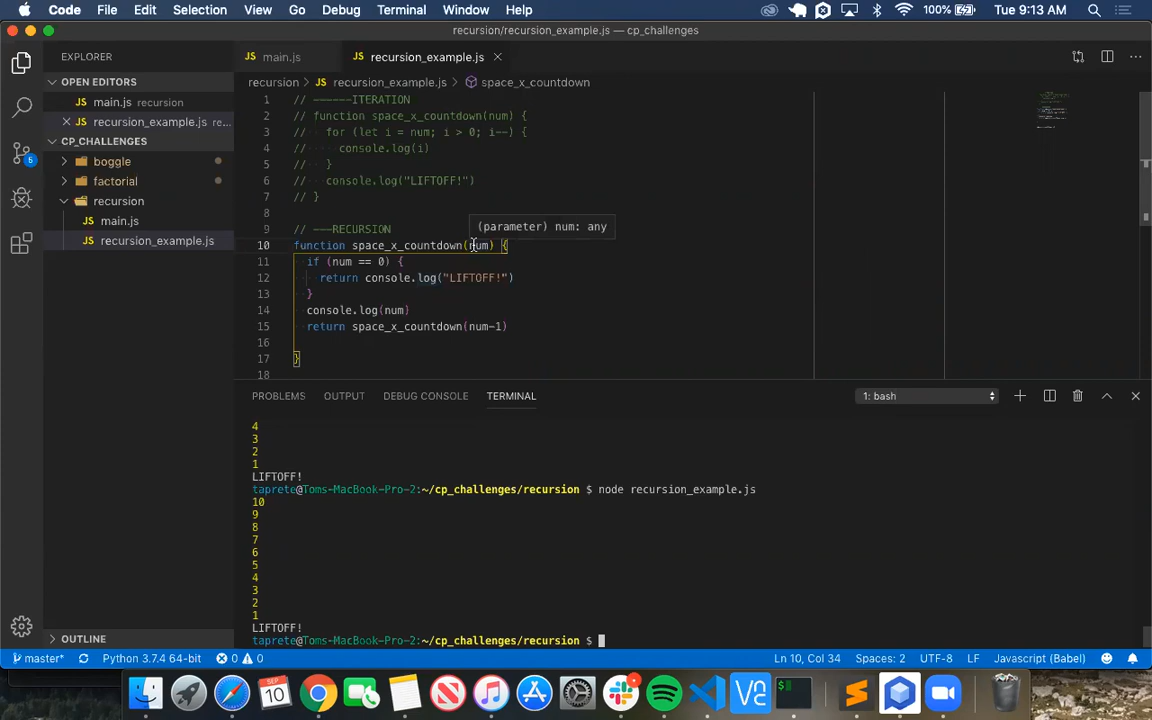 Code File Edit Selection View Go Debug Terminal Window Help 100% Tue 9:13 AM
recursion/recursion_example.js — cp_challenges
EXPLORER
JS main.js
JS recursion_example.js
OPEN EDITORS
JS main.js recursion
JS recursion_example.js re...
CP_CHALLENGES
boggle
factorial
recursion
JS main.js
JS recursion_example.js
recursion > JS recursion_example.js > space_x_countdown
1 // ------ITERATION
2 // function space_x_countdown(num) {
3 // for (let i = num; i > 0; i--) {
4 // console.log(i)
5 // }
6 // console.log("LIFTOFF!")
7 // }
8
9 // ---RECURSION
(parameter) num: any
10 function space_x_countdown(num) {
11 if (num == 0) {
12 return console.log("LIFTOFF!")
13 }
14 console.log(num)
15 return space_x_countdown(num-1)
16
17 }
18
PROBLEMS OUTPUT DEBUG CONSOLE TERMINAL 1: bash
4
3
2
1
LIFTOFF!
taprete@Toms-MacBook-Pro-2:~/cp_challenges/recursion $ node recursion_example.js
10
9
8
7
6
5
4
3
2
1
LIFTOFF!
taprete@Toms-MacBook-Pro-2:~/cp_challenges/recursion $
5
OUTLINE
master* Python 3.7.4 64-bit 0 0 Ln 10, Col 34 Spaces: 2 UTF-8 LF Javascript (Babel)
SEP
10
VE